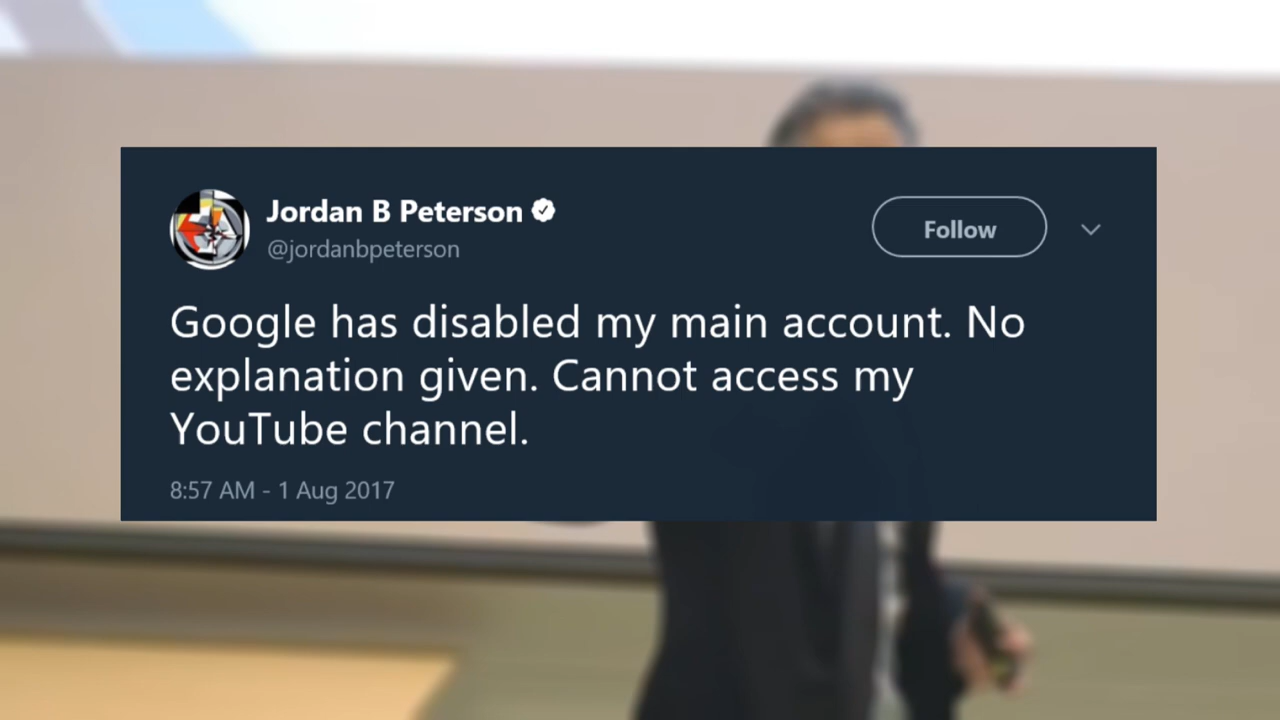 Jordan B Peterson
@jordanbpeterson
Follow
Google has disabled my main account. No
explanation given. Cannot access my
YouTube channel.
8:57 AM - 1 Aug 2017